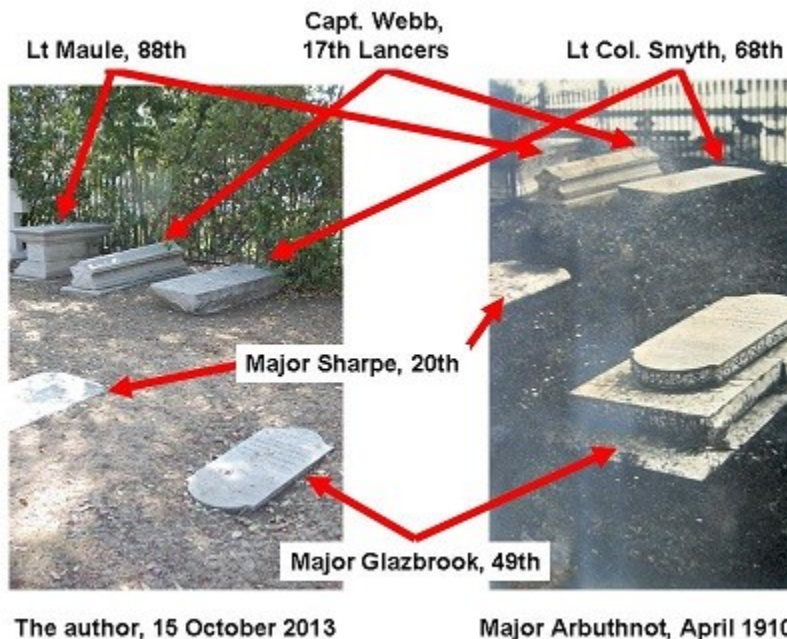 Lt Maule, 88th
Capt. Webb,
17th Lancers
Lt Col. Smyth, 68th
Major Sharpe, 20th
Major Glazbrook, 49th
The author, 15 October 2013
Major Arbuthnot, April 1910